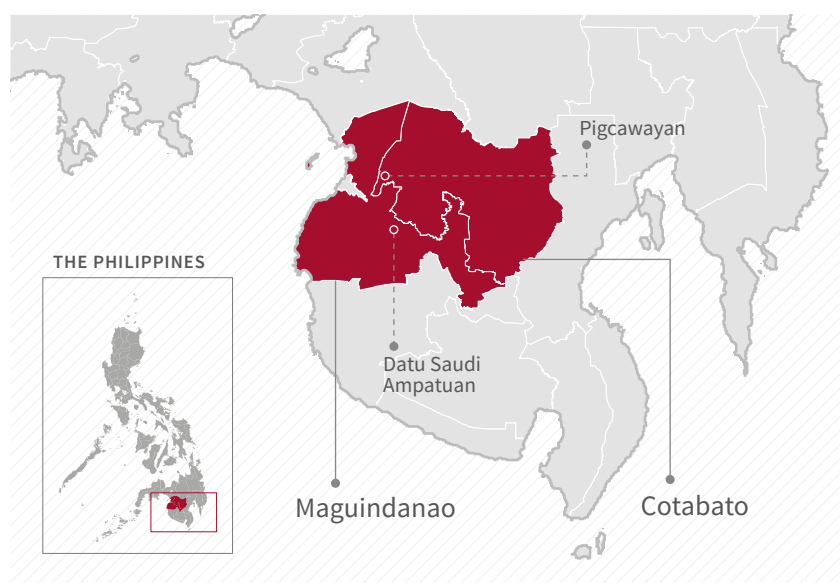 Pigcawayan
THE PHILIPPINES
Datu Saudi
Ampatuan
Maguindanao
Cotabato